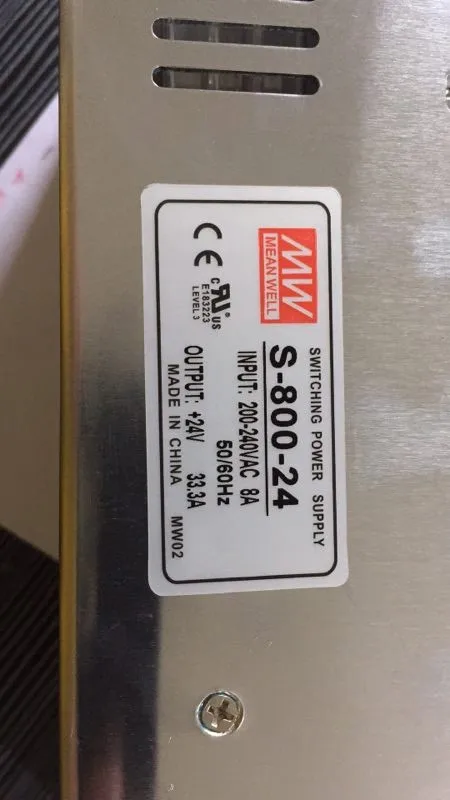 MW
MEAN WELL
SWITCHING POWER SUPPLY
S-800-24
INPUT: 200-240VAC 8A
50/60Hz
OUTPUT: +24V 33.3A
MADE IN CHINA MW02
CE
c RU ® US
E183223
LEVEL 3